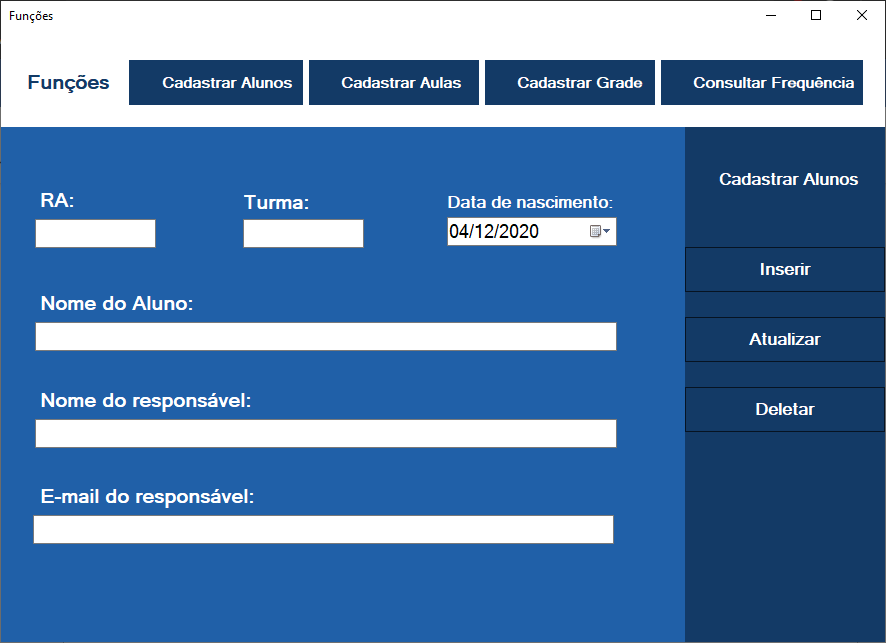 Funções
Funções
Cadastrar Alunos
Cadastrar Aulas
Cadastrar Grade
Consultar Frequência
RA:
Turma:
Data de nascimento:
04/12/2020
Nome do Aluno:
Nome do responsável:
E-mail do responsável:
Cadastrar Alunos
Inserir
Atualizar
Deletar